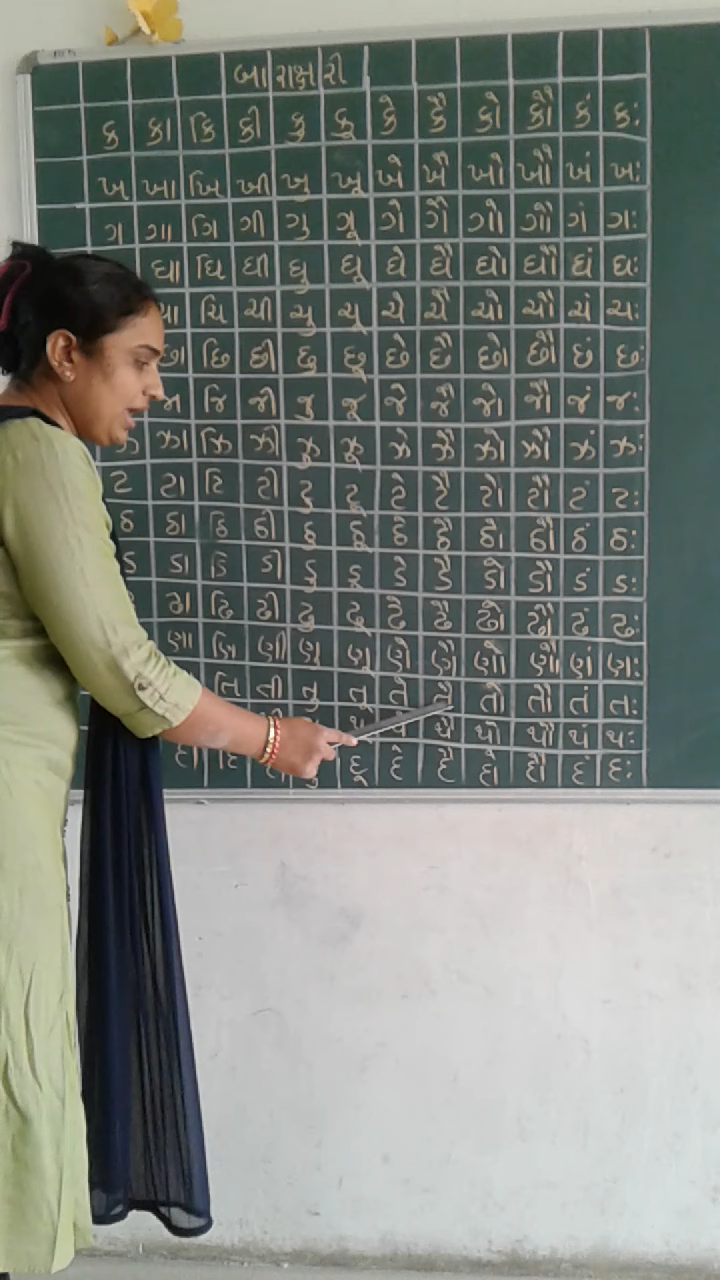 બારાક્ષરી
ક કા કિ કી કુ કૂ કે કૈ કો કૌ કં કઃ
ખ ખા ખિ ખી ખુ ખૂ ખે ખૈ ખો ખૌ ખં ખઃ
ગ ગા ગિ ગી ગુ ગૂ ગે ગૈ ગો ગૌ ગં ગઃ
ઘા ઘિ ઘી ઘુ ઘૂ ઘે ઘૈ ઘો ઘૌ ઘં ઘઃ
ચા ચિ ચી ચુ ચૂ ચે ચૈ ચો ચૌ ચં ચઃ
છા છિ છી છુ છૂ છે છૈ છો છૌ છં છઃ
જિ જી જુ જૂ જે જૈ જો જૌ જં જઃ
ઝ ઝા ઝિ ઝી ઝુ ઝૂ ઝે ઝૈ ઝો ઝૌ ઝં ઝઃ
ટ ટા ટિ ટી ટુ ટૂ ટે ટૈ ટો ટૌ ટં ટઃ
ઠ ઠા ઠિ ઠી ઠુ ઠૂ ઠે ઠૈ ઠો ઠૌ ઠં ઠઃ
ડ ડા ડિ ડી ડુ ડૂ ડે ડૈ ડો ડૌ ડં ડઃ
ઢા ઢિ ઢી ઢુ ઢૂ ઢે ઢૈ ઢો ઢૌ ઢં ઢઃ
ણા ણિ ણી ણુ ણૂ ણે ણૈ ણો ણૌ ણં ણઃ
તિ તી તુ તૂ તે તૈ તો તૌ તં તઃ
થૈ થો થૌ થં થઃ
દૂ દે દૈ દો દૌ દં દઃ